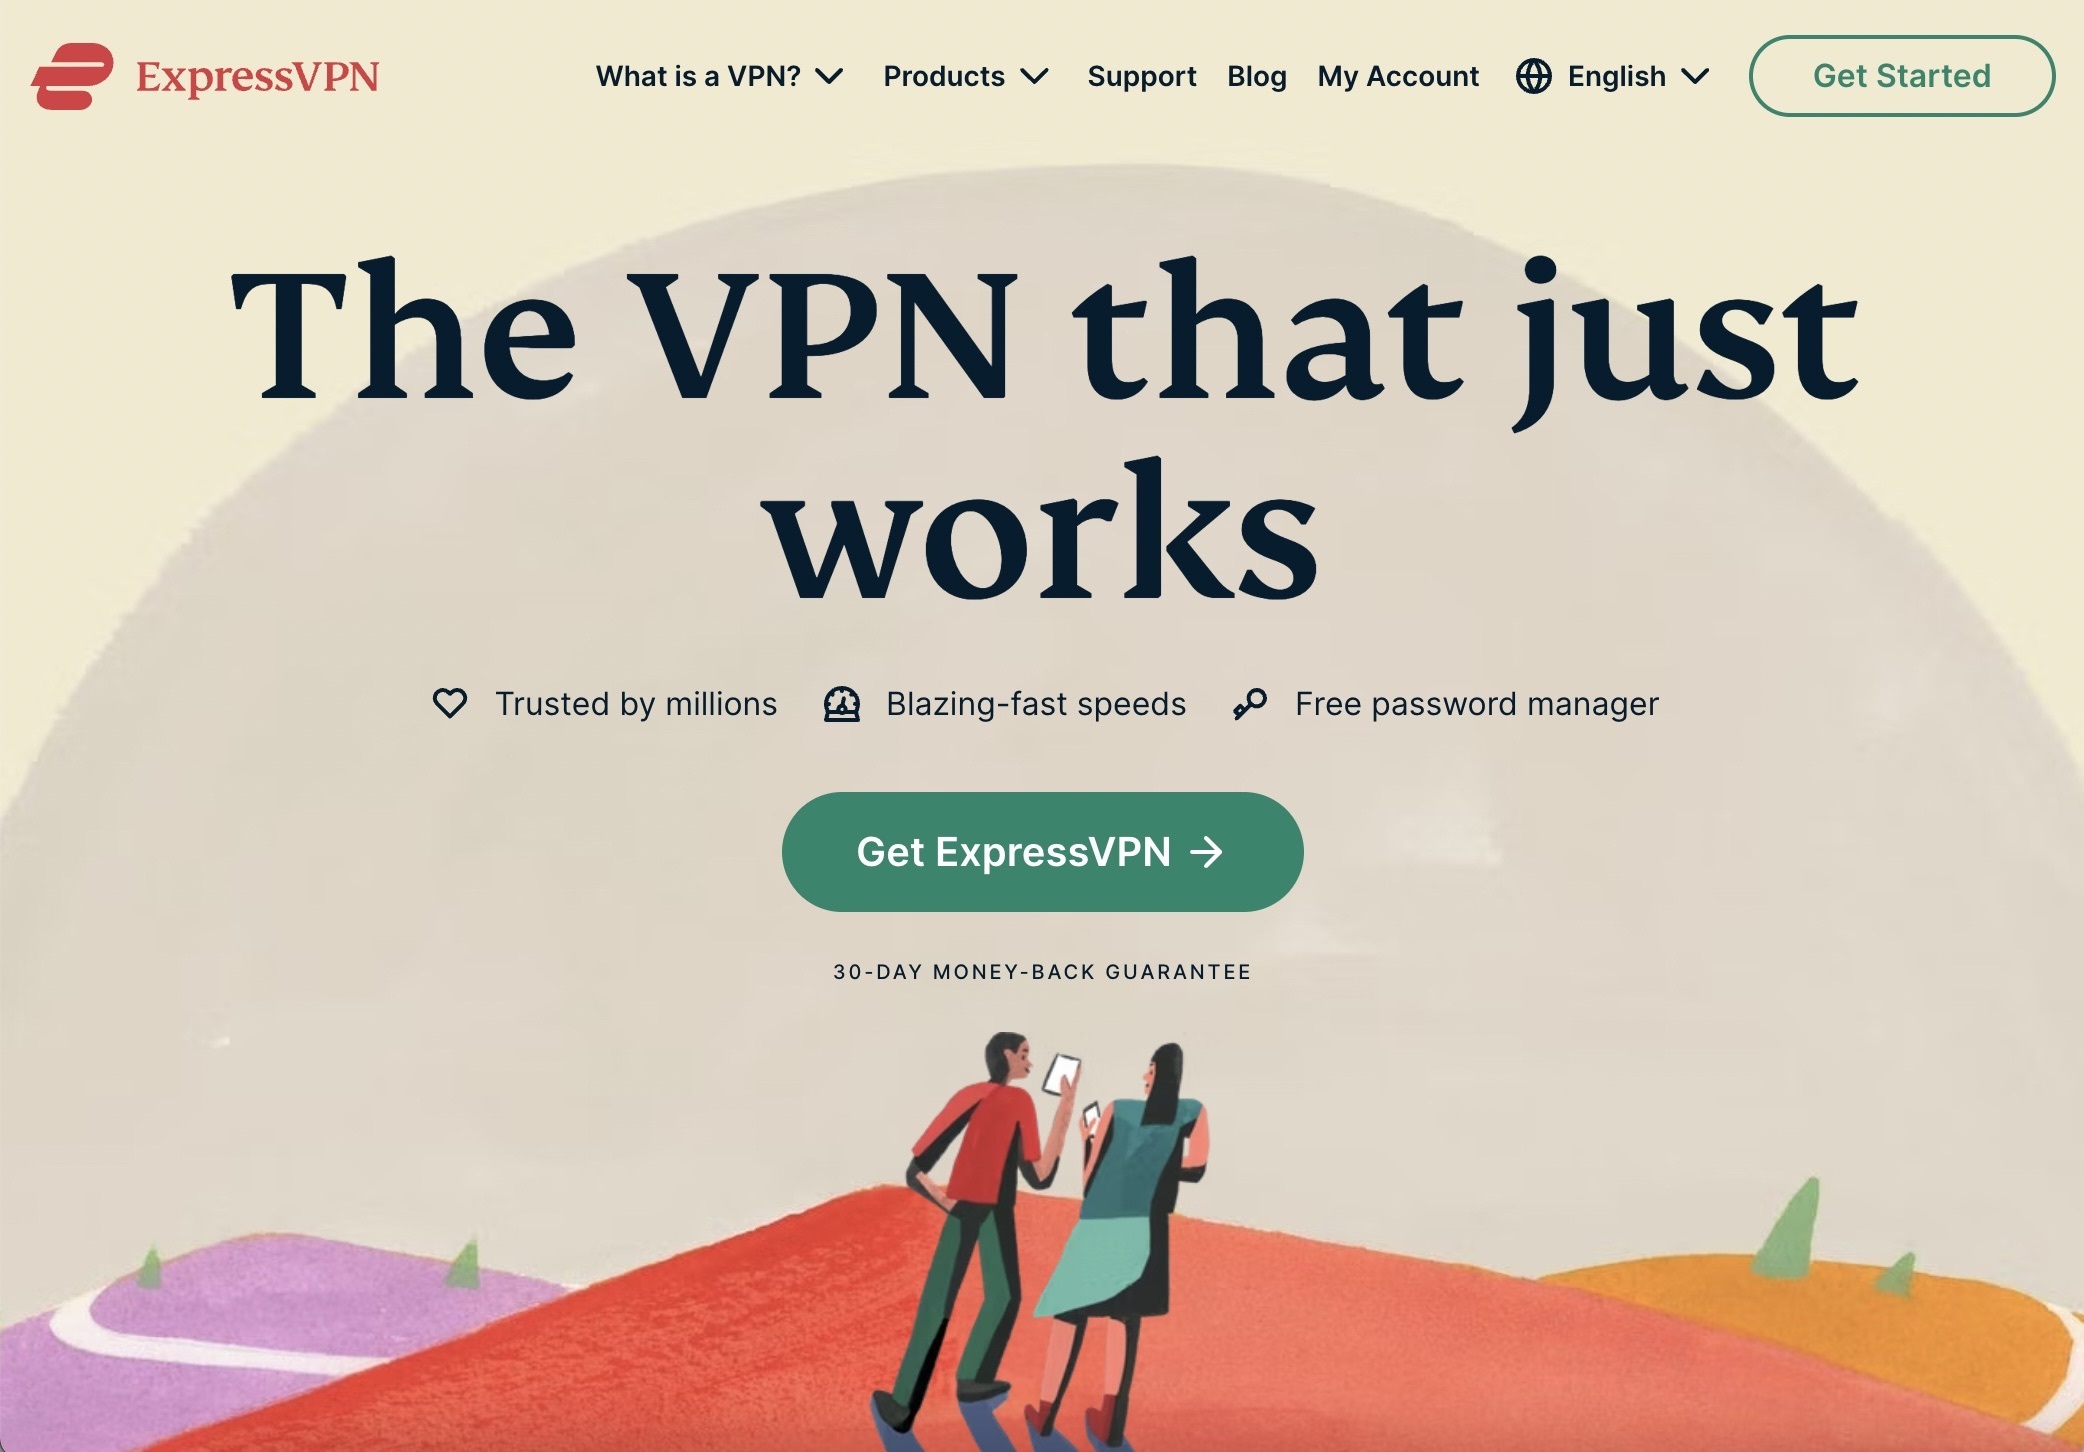 ExpressVPN
What is a VPN? Products Support Blog My Account English Get Started
The VPN that just
works
Trusted by millions Blazing-fast speeds Free password manager
Get ExpressVPN →
30-DAY MONEY-BACK GUARANTEE